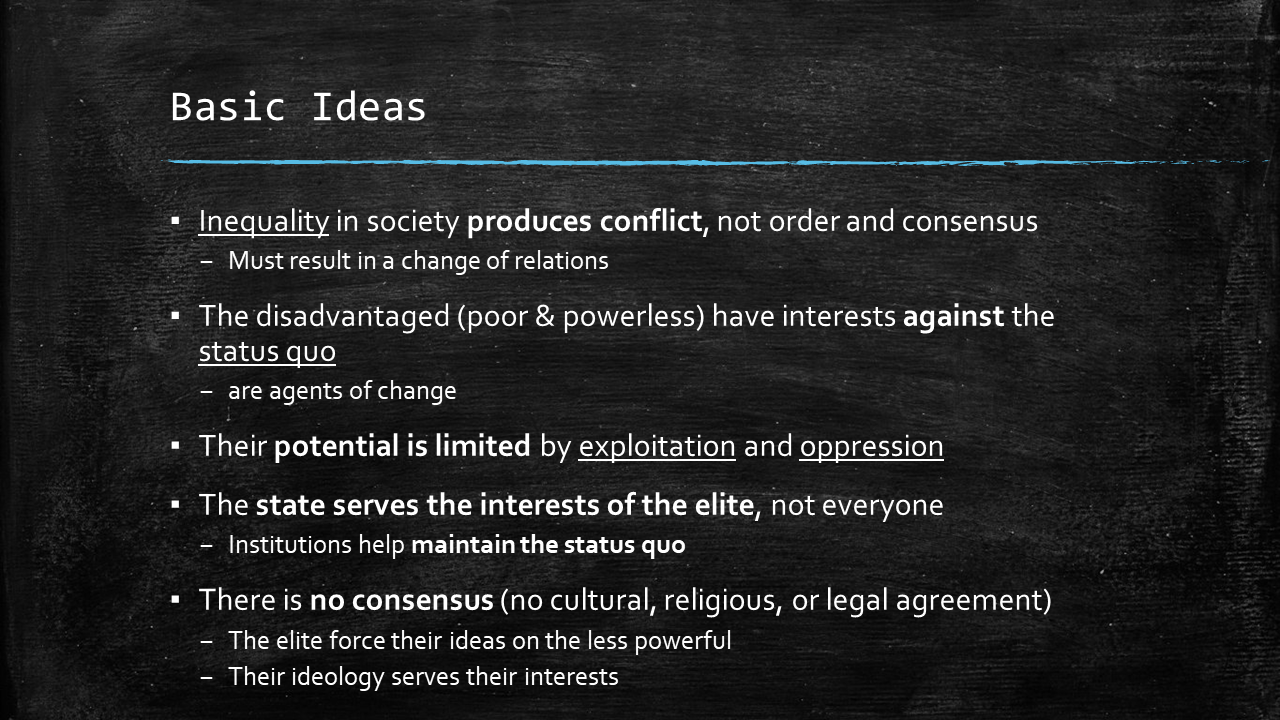 Basic Ideas
▪ Inequality in society produces conflict, not order and consensus
– Must result in a change of relations
▪ The disadvantaged (poor & powerless) have interests against the
status quo
– are agents of change
▪ Their potential is limited by exploitation and oppression
▪ The state serves the interests of the elite, not everyone
– Institutions help maintain the status quo
▪ There is no consensus (no cultural, religious, or legal agreement)
– The elite force their ideas on the less powerful
– Their ideology serves their interests